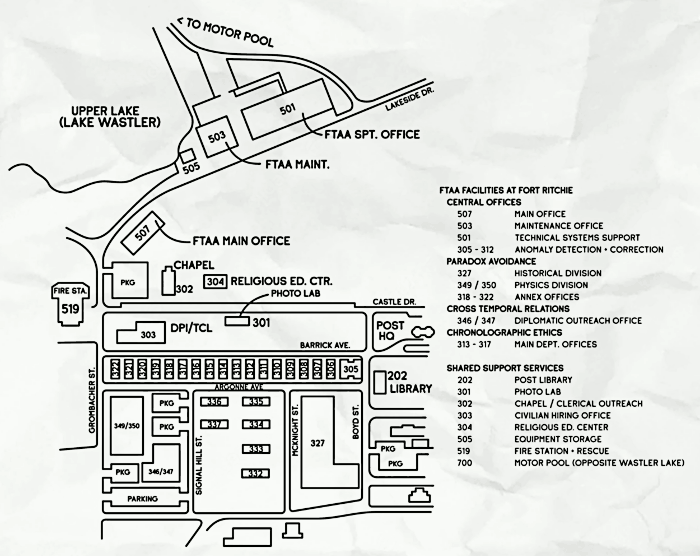 < TO MOTOR POOL
LAKESIDE DR.
UPPER LAKE
(LAKE WASTLER)
501
FTAA SPT. OFFICE
503
FTAA MAINT.
505
507
FTAA MAIN OFFICE
CHAPEL
PKG
302
304 RELIGIOUS ED. CTR.
PHOTO LAB
FIRE STA.
519
CASTLE DR.
303
DPI/TCL
301
POST
HQ
BARRICK AVE.
322 321 320 319 318 317 316 315 314 313 312 311 310 309 308 307 306 305
202
LIBRARY
ARGONNE AVE
GROMBACHER ST.
349/350
PKG
PKG
PKG
346/347
PARKING
SIGNAL HILL ST.
336
335
337
334
333
332
MCKNIGHT ST.
327
BOYD ST.
PKG
PKG
FTAA FACILITIES AT FORT RITCHIE
CENTRAL OFFICES
507 MAIN OFFICE
503 MAINTENANCE OFFICE
501 TECHNICAL SYSTEMS SUPPORT
305 - 312 ANOMALY DETECTION + CORRECTION
PARADOX AVOIDANCE
327 HISTORICAL DIVISION
349 / 350 PHYSICS DIVISION
318 - 322 ANNEX OFFICES
CROSS TEMPORAL RELATIONS
346 / 347 DIPLOMATIC OUTREACH OFFICE
CHRONOLOGRAPHIC ETHICS
313 - 317 MAIN DEPT. OFFICES
SHARED SUPPORT SERVICES
202 POST LIBRARY
301 PHOTO LAB
302 CHAPEL / CLERICAL OUTREACH
303 CIVILIAN HIRING OFFICE
304 RELIGIOUS ED. CENTER
505 EQUIPMENT STORAGE
519 FIRE STATION + RESCUE
700 MOTOR POOL (OPPOSITE WASTLER LAKE)